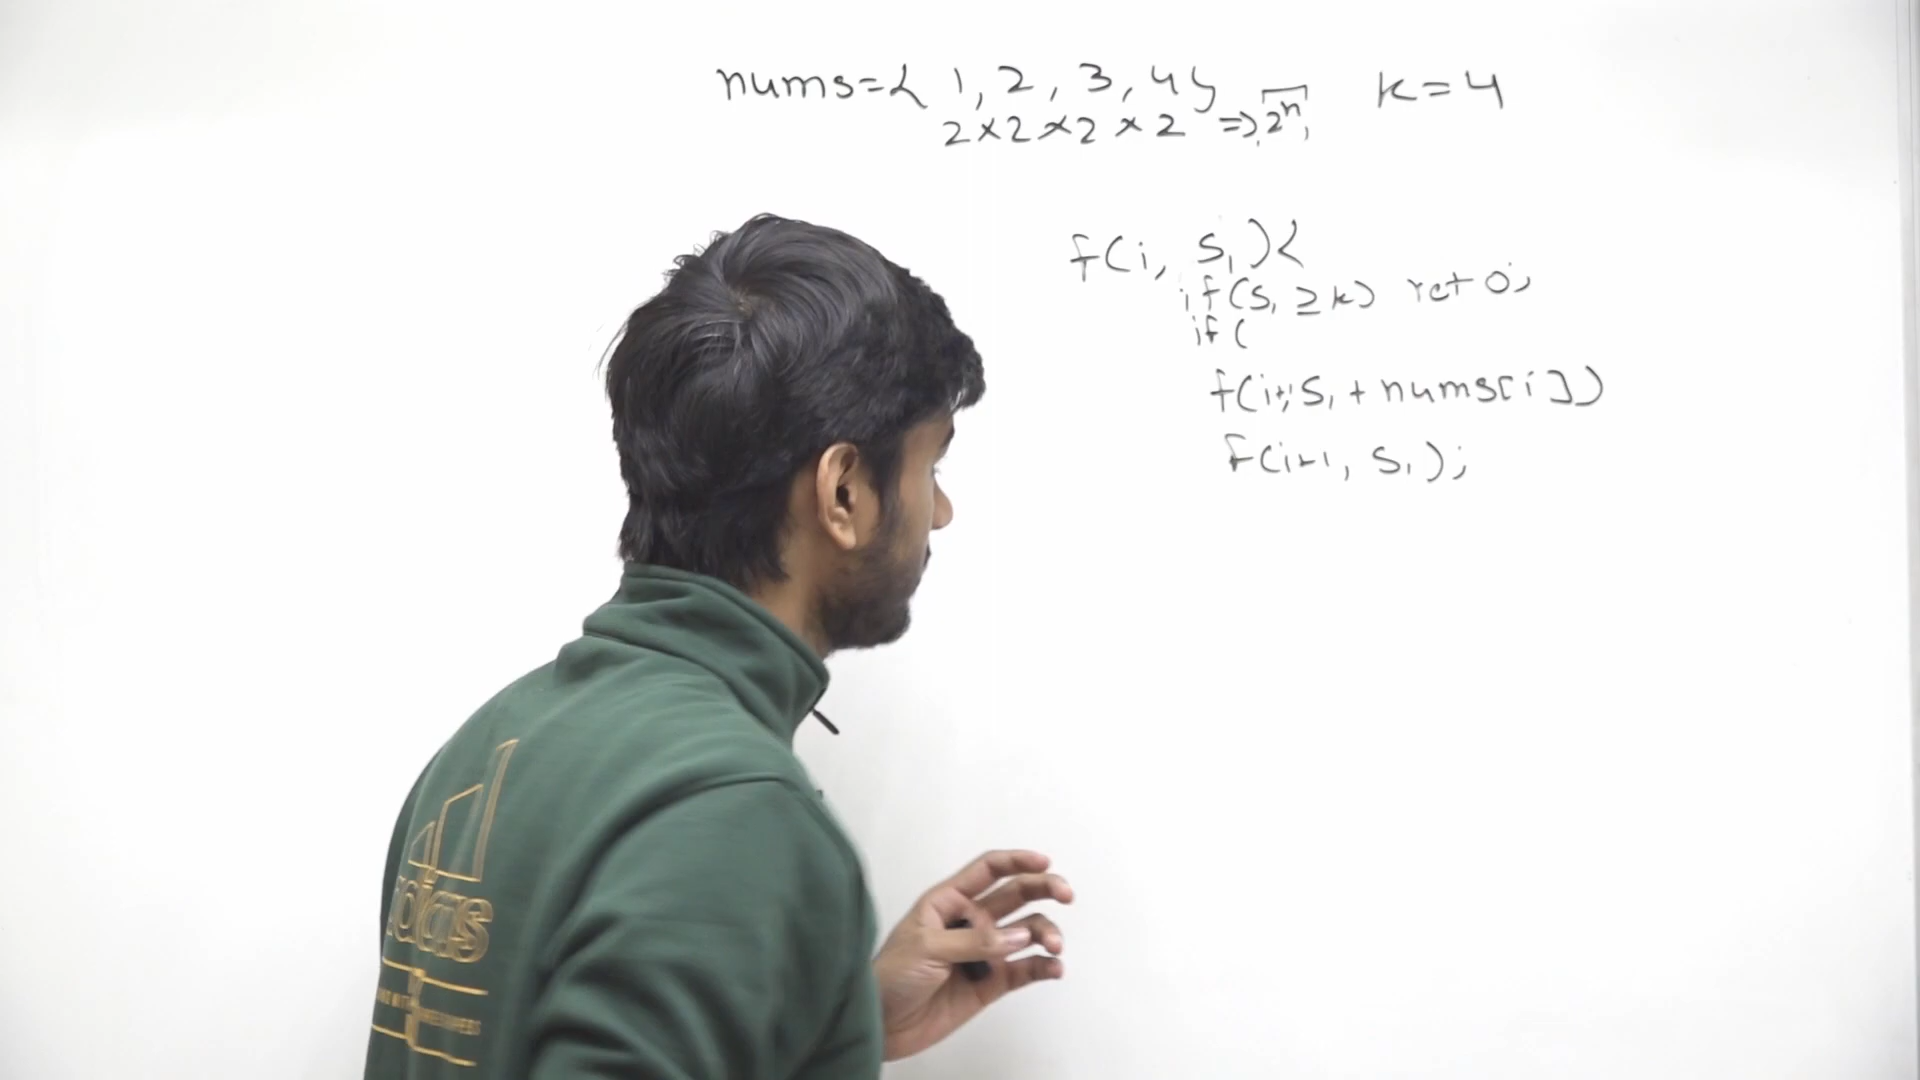 nums={ 1, 2, 3, 4} k=4
2×2×2×2 => 2ⁿ,
f(i, s₁){
if(s₁ ≥k) ret 0;
if(
f(i+1,s₁+nums[i])
f(i+1, s₁);
adidas